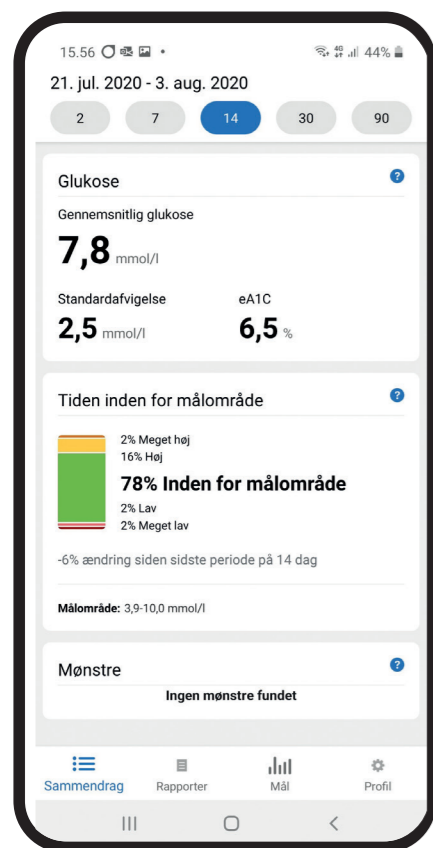 15.56
4G 44%
21. jul. 2020 - 3. aug. 2020
2 7 14 30 90
Glukose ?
Gennemsnitlig glukose
7,8 mmol/l
Standardafvigelse eA1C
2,5 mmol/l 6,5 %
Tiden inden for målområde ?
2% Meget høj
16% Høj
78% Inden for målområde
2% Lav
2% Meget lav
-6% ændring siden sidste periode på 14 dag
Målområde: 3,9-10,0 mmol/l
Mønstre ?
Ingen mønstre fundet
Sammendrag Rapporter Mål Profil